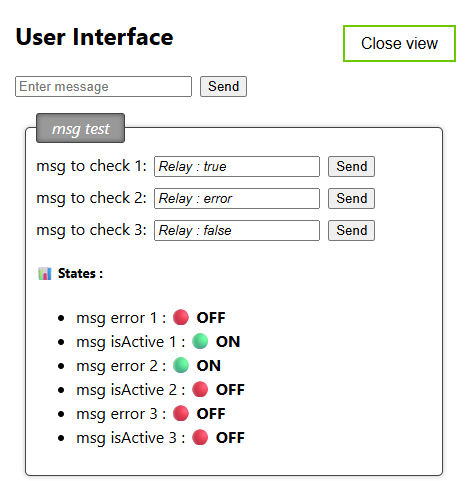 User Interface
Close view
Enter message Send
msg test
msg to check 1: Relay : true Send
msg to check 2: Relay : error Send
msg to check 3: Relay : false Send
States :
msg error 1 : OFF
msg isActive 1 : ON
msg error 2 : ON
msg isActive 2 : OFF
msg error 3 : OFF
msg isActive 3 : OFF